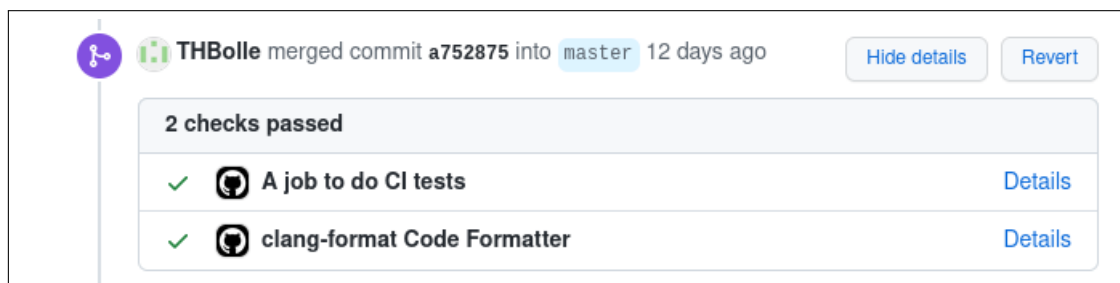 THBolle merged commit a752875 into master 12 days ago
Hide details
Revert
2 checks passed
A job to do CI tests
Details
clang-format Code Formatter
Details